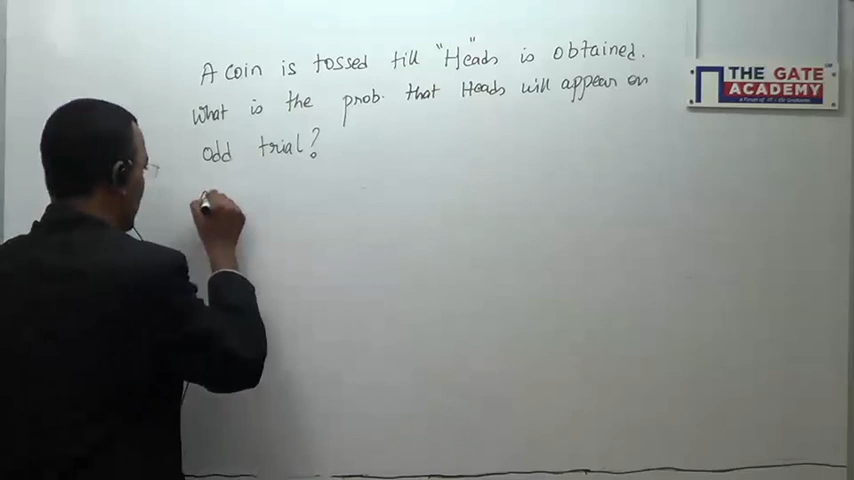 A coin is tossed till "Heads" is obtained.
What is the prob. that Heads will appear on
odd trial?
THE GATE
ACADEMY